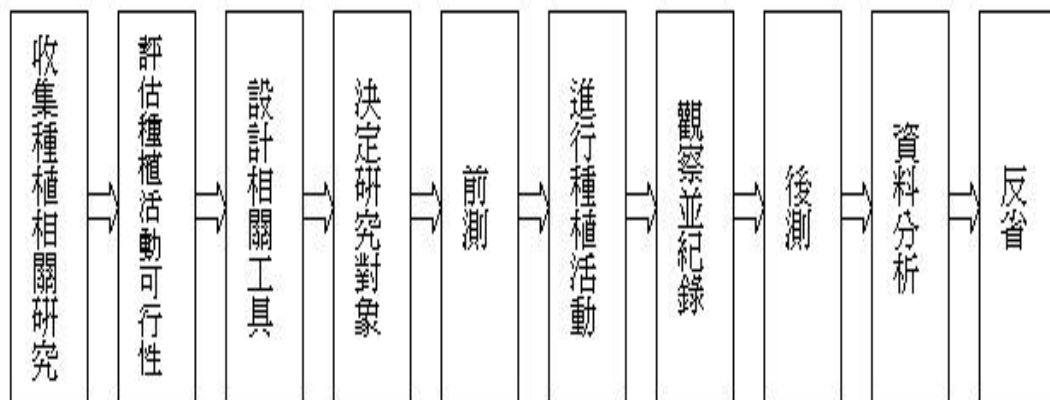 收集種植相關研究
評估種植活動可行性
設計相關工具
決定研究對象
前測
進行種植活動
觀察並紀錄
後測
資料分析
反省